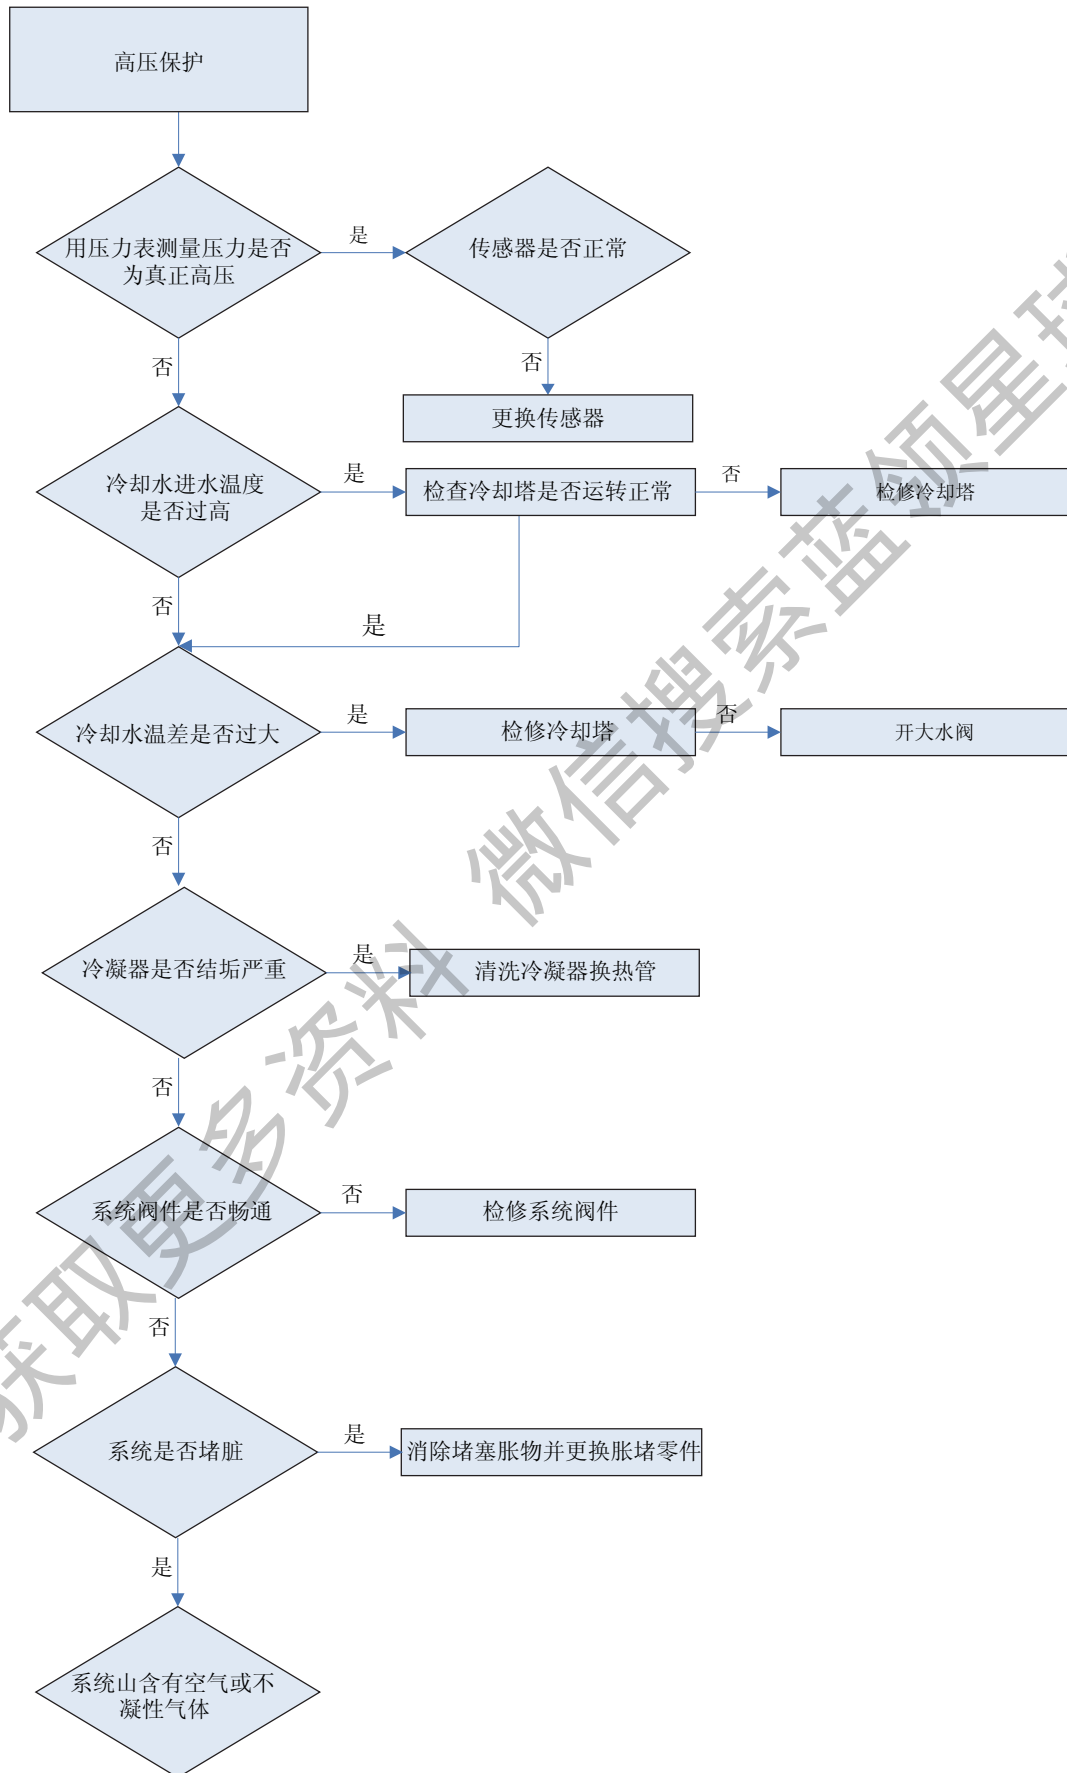 高压保护
用压力表测量压力是否
为真正高压
是
传感器是否正常
否
否
更换传感器
冷却水进水温度
是否过高
是
检查冷却塔是否运转正常
否
检修冷却塔
否
是
冷却水温差是否过大
是
检修冷却塔
否
开大水阀
否
冷凝器是否结垢严重
是
清洗冷凝器换热管
否
系统阀件是否畅通
否
检修系统阀件
否
系统是否堵脏
是
消除堵塞胀物并更换胀堵零件
是
系统山含有空气或不
凝性气体
获取更多资料 微信搜索蓝领星球